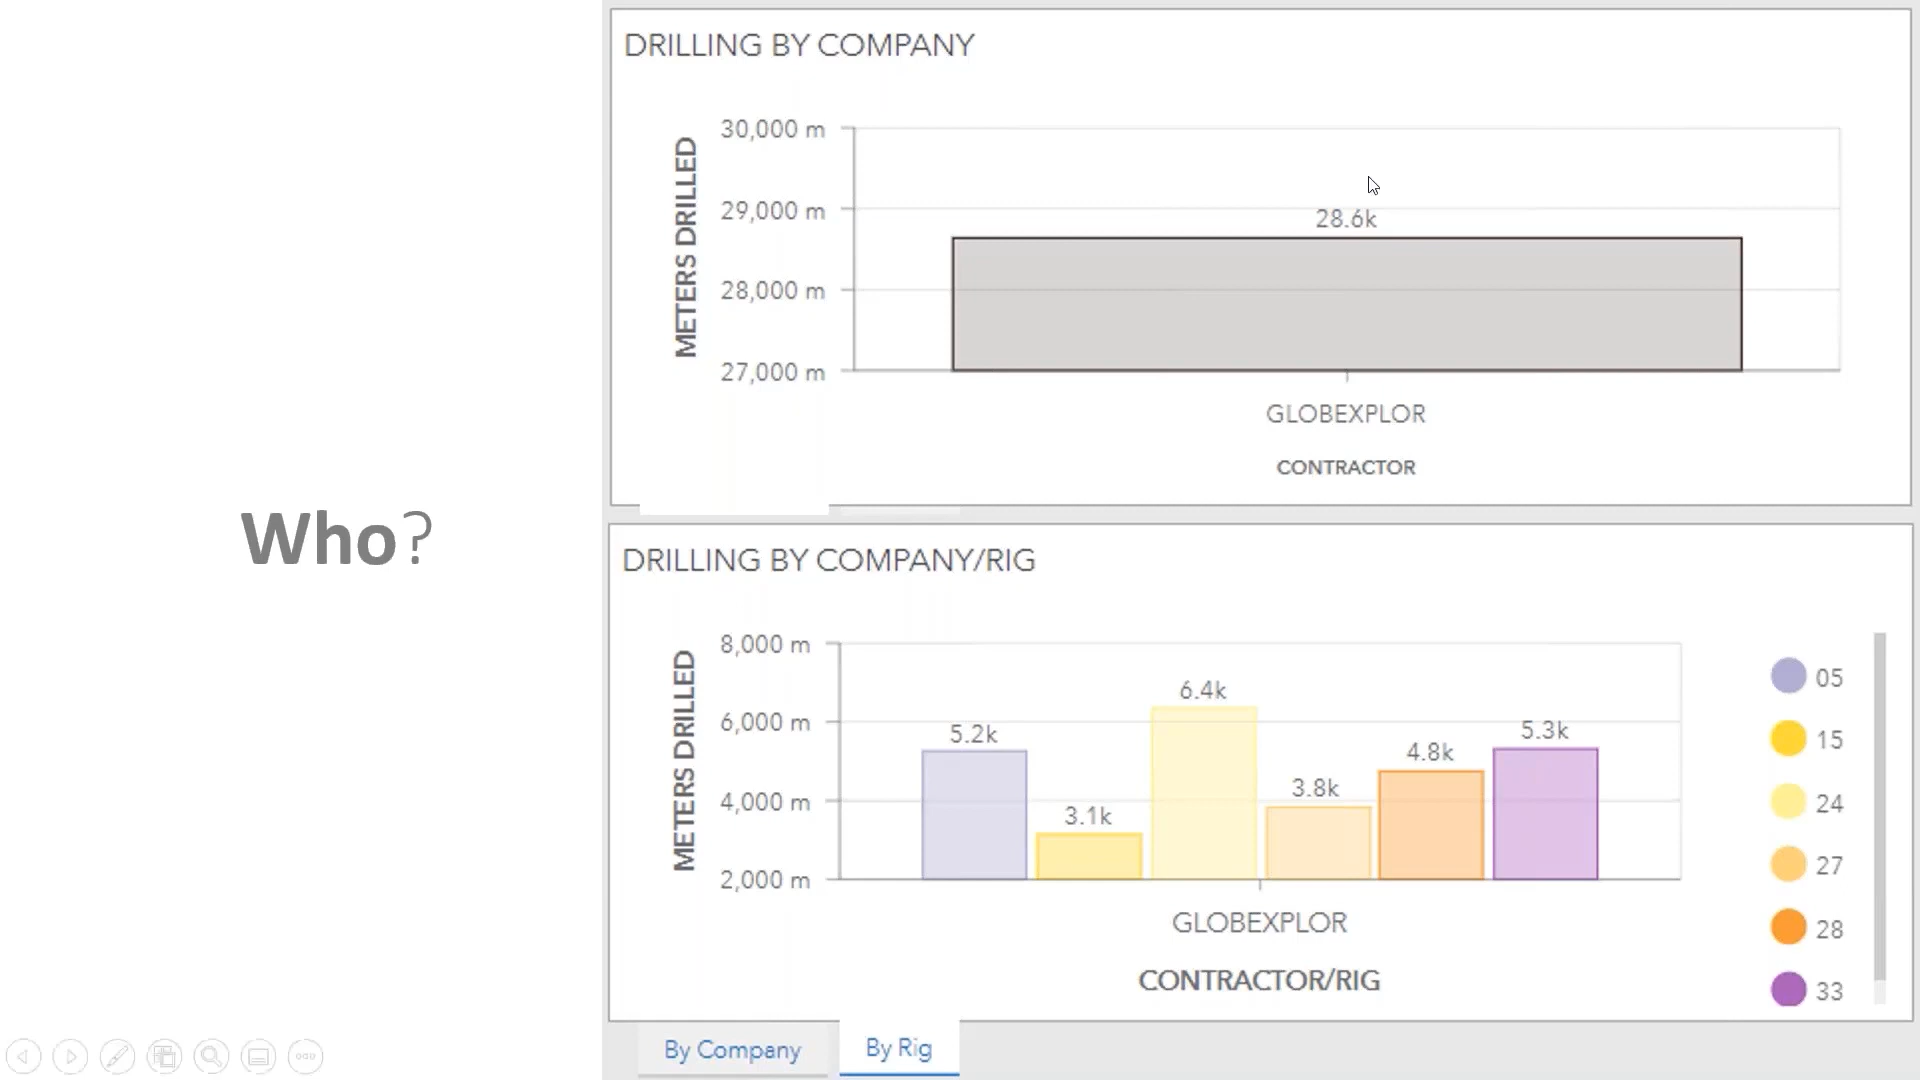 Who?
DRILLING BY COMPANY
METERS DRILLED
30,000 m
29,000 m
28,000 m
27,000 m
28.6k
GLOBEXPLOR
CONTRACTOR
DRILLING BY COMPANY/RIG
METERS DRILLED
8,000 m
6,000 m
4,000 m
2,000 m
5.2k
3.1k
6.4k
3.8k
4.8k
5.3k
GLOBEXPLOR
CONTRACTOR/RIG
05
15
24
27
28
33
By Company
By Rig